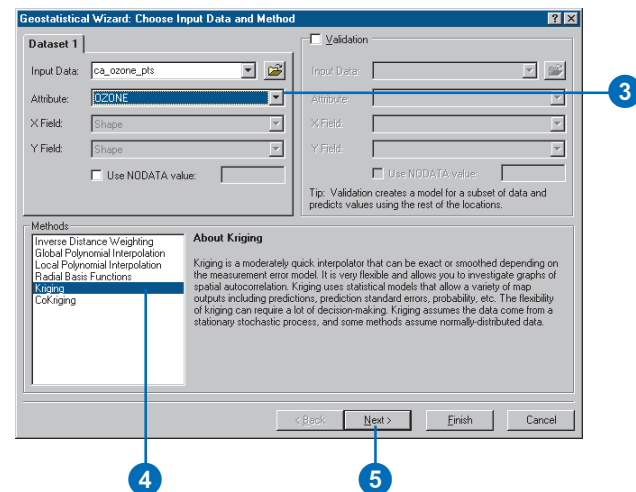 Geostatistical Wizard: Choose Input Data and Method
Dataset 1
Input Data: ca_ozone_pts
Attribute: OZONE
X Field: Shape
Y Field: Shape
Use NODATA value:
Validation
Input Data:
Attribute:
X Field:
Y Field:
Use NODATA value:
Tip: Validation creates a model for a subset of data and
predicts values using the rest of the locations.
3
Methods
Inverse Distance Weighting
Global Polynomial Interpolation
Local Polynomial Interpolation
Radial Basis Functions
Kriging
CoKriging
About Kriging
Kriging is a moderately quick interpolator that can be exact or smoothed depending on
the measurement error model. It is very flexible and allows you to investigate graphs of
spatial autocorrelation. Kriging uses statistical models that allow a variety of map
outputs including predictions, prediction standard errors, probability, etc. The flexibility
of kriging can require a lot of decision-making. Kriging assumes the data come from a
stationary stochastic process, and some methods assume normally-distributed data.
< Back
Next >
Finish
Cancel
4
5